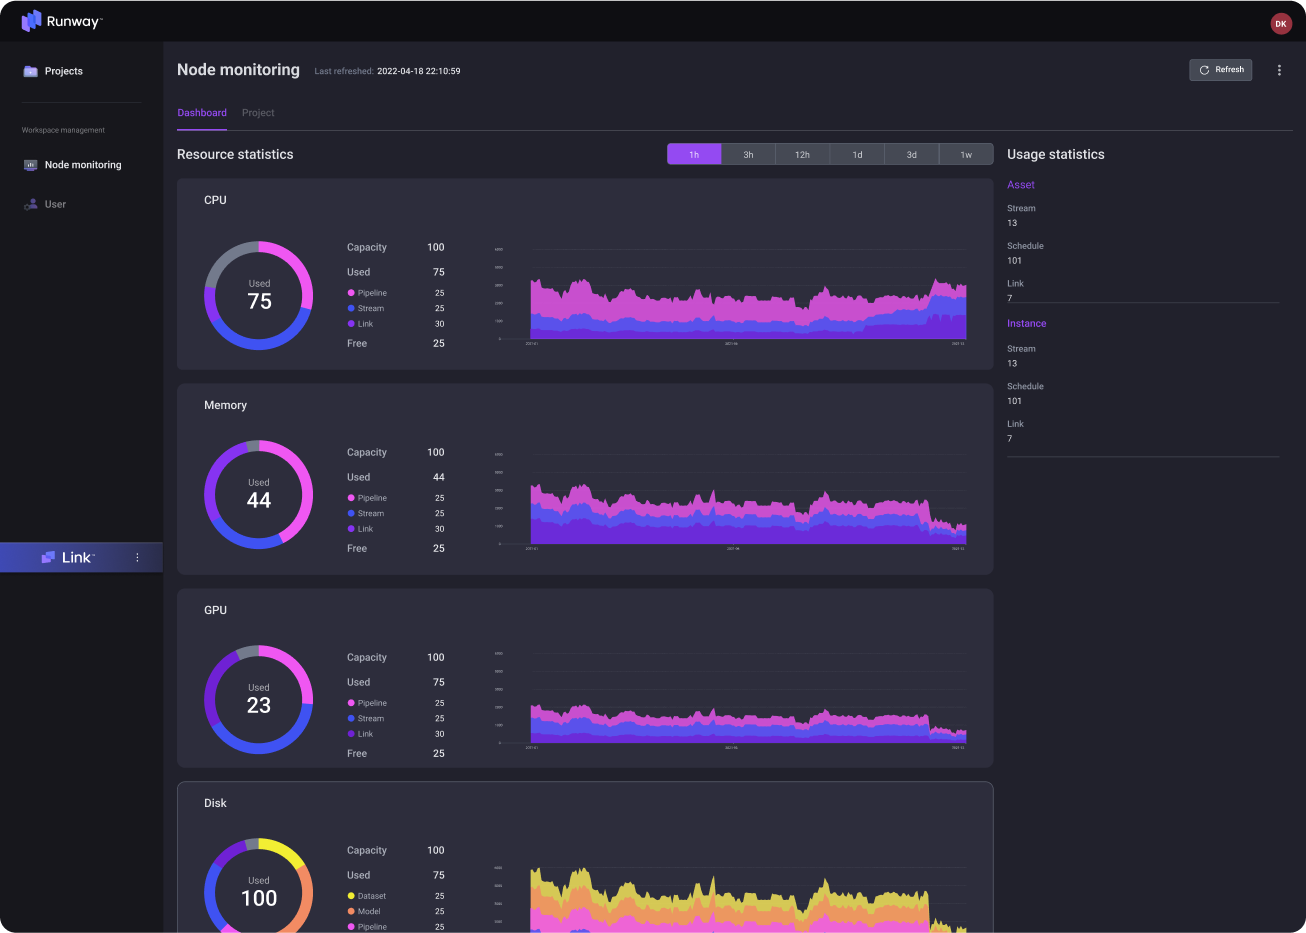 Runway™
DK
Projects
Workspace management
Node monitoring
User
Link™
Node monitoring
Last refreshed: 2022-04-18 22:10:59
Refresh
Dashboard Project
Resource statistics
1h 3h 12h 1d 3d 1w
CPU
Used
75
Capacity 100
Used 75
Pipeline 25
Stream 25
Link 30
Free 25
Memory
Used
44
Capacity 100
Used 44
Pipeline 25
Stream 25
Link 30
Free 25
GPU
Used
23
Capacity 100
Used 75
Pipeline 25
Stream 25
Link 30
Free 25
Disk
Used
100
Capacity 100
Used 75
Dataset 25
Model 25
Pipeline 25
Usage statistics
Asset
Stream
13
Schedule
101
Link
7
Instance
Stream
13
Schedule
101
Link
7